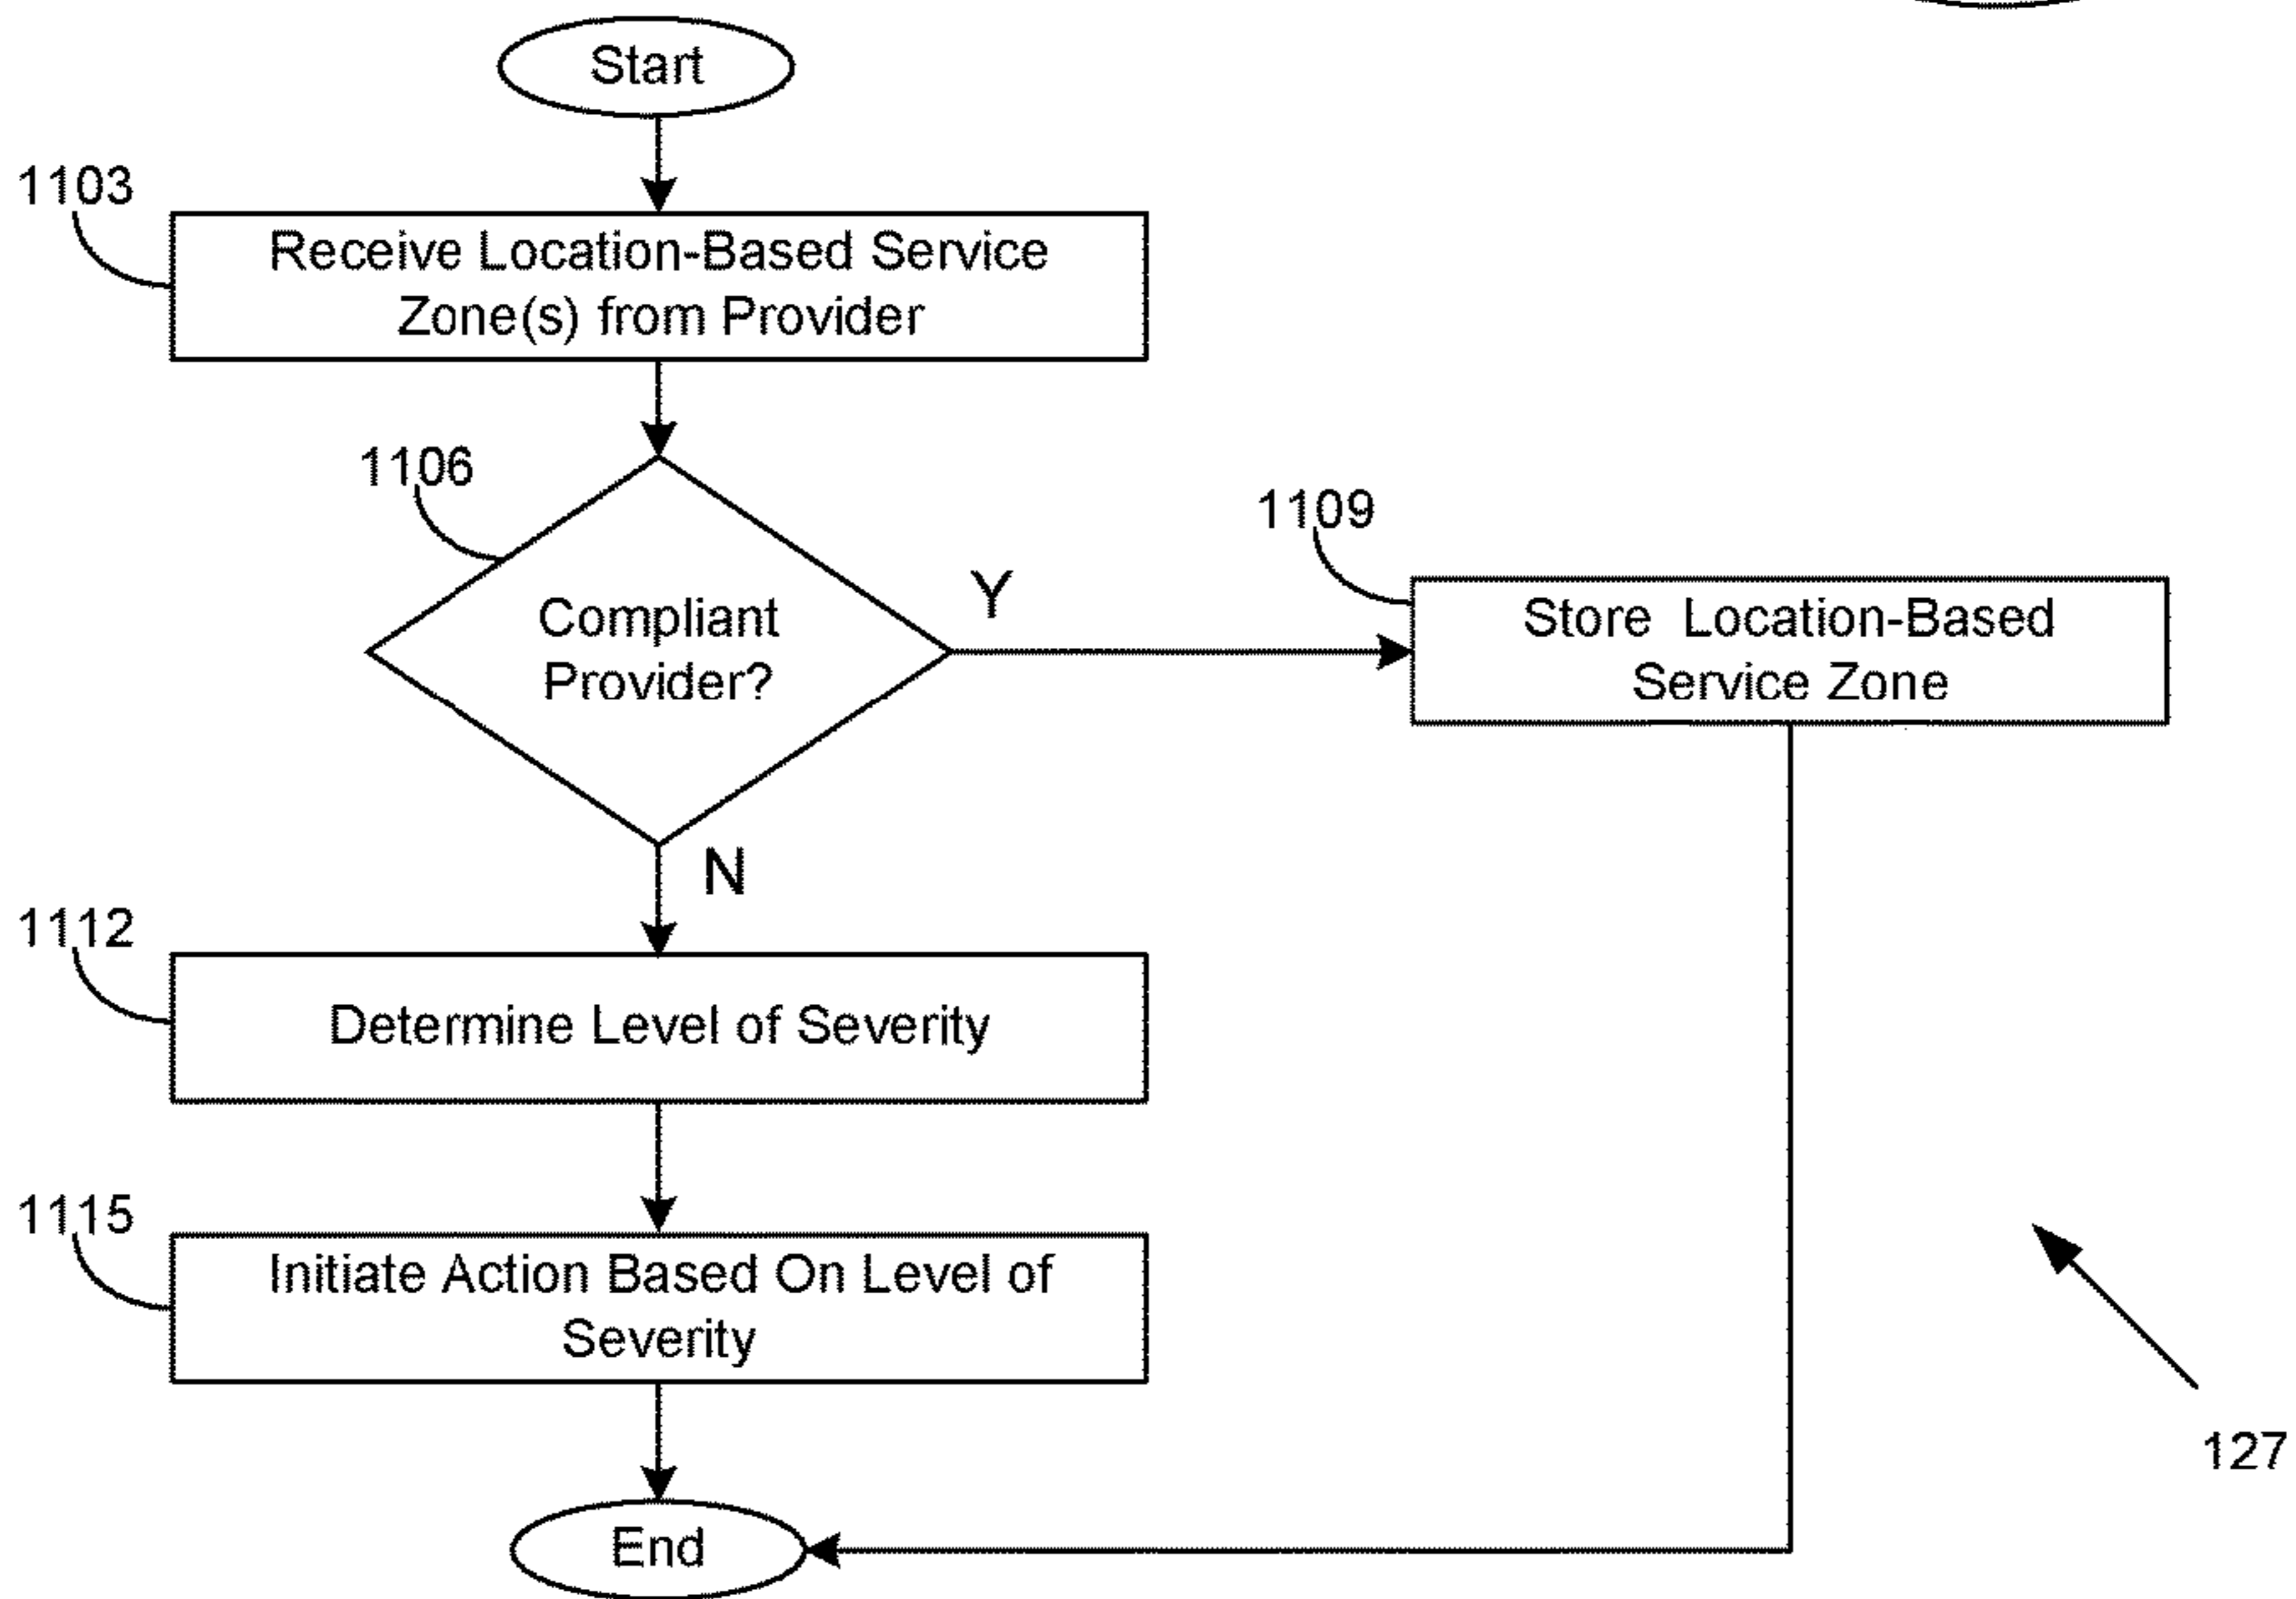 Start
1103
Receive Location-Based Service
Zone(s) from Provider
1106
Compliant
Provider?
Y
1109
Store Location-Based
Service Zone
N
1112
Determine Level of Severity
1115
Initiate Action Based On Level of
Severity
End
127